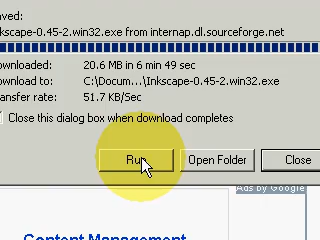 aved:
kscape-0.45-2.win32.exe from internap.dl.sourceforge.net
ownloaded: 20.6 MB in 6 min 49 sec
ownload to: C:\Docum...\Inkscape-0.45-2.win32.exe
ansfer rate: 51.7 KB/Sec
Close this dialog box when download completes
Run Open Folder Close
Ads by Google
Content Management